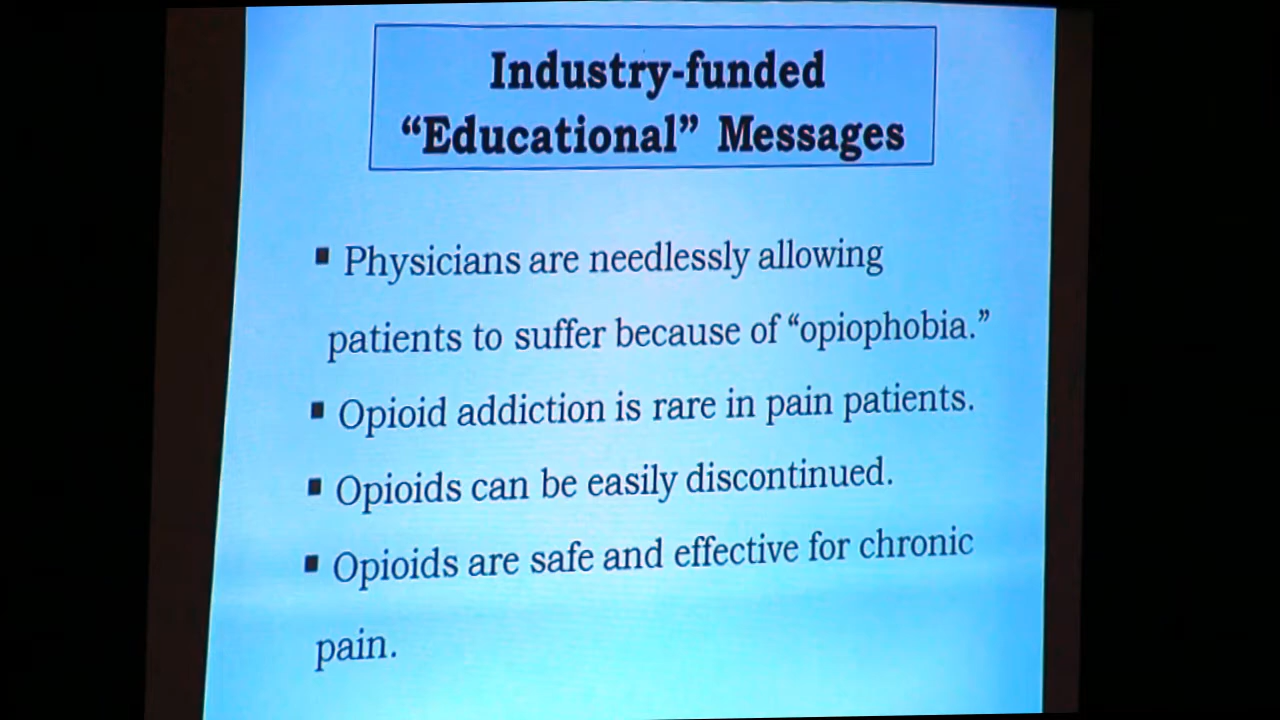 Industry-funded
“Educational” Messages
▪ Physicians are needlessly allowing
patients to suffer because of “opiophobia.”
▪ Opioid addiction is rare in pain patients.
▪ Opioids can be easily discontinued.
▪ Opioids are safe and effective for chronic
pain.